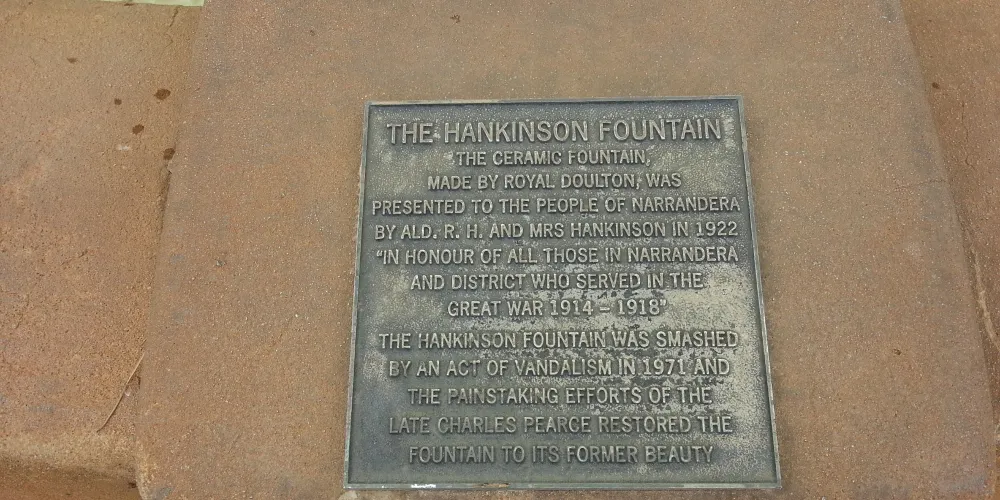 THE HANKINSON FOUNTAIN
THE CERAMIC FOUNTAIN,
MADE BY ROYAL DOULTON, WAS
PRESENTED TO THE PEOPLE OF NARRANDERA
BY ALD. R. H. AND MRS HANKINSON IN 1922
"IN HONOUR OF ALL THOSE IN NARRANDERA
AND DISTRICT WHO SERVED IN THE
GREAT WAR 1914 - 1918"
THE HANKINSON FOUNTAIN WAS SMASHED
BY AN ACT OF VANDALISM IN 1971 AND
THE PAINSTAKING EFFORTS OF THE
LATE CHARLES PEARCE RESTORED THE
FOUNTAIN TO ITS FORMER BEAUTY